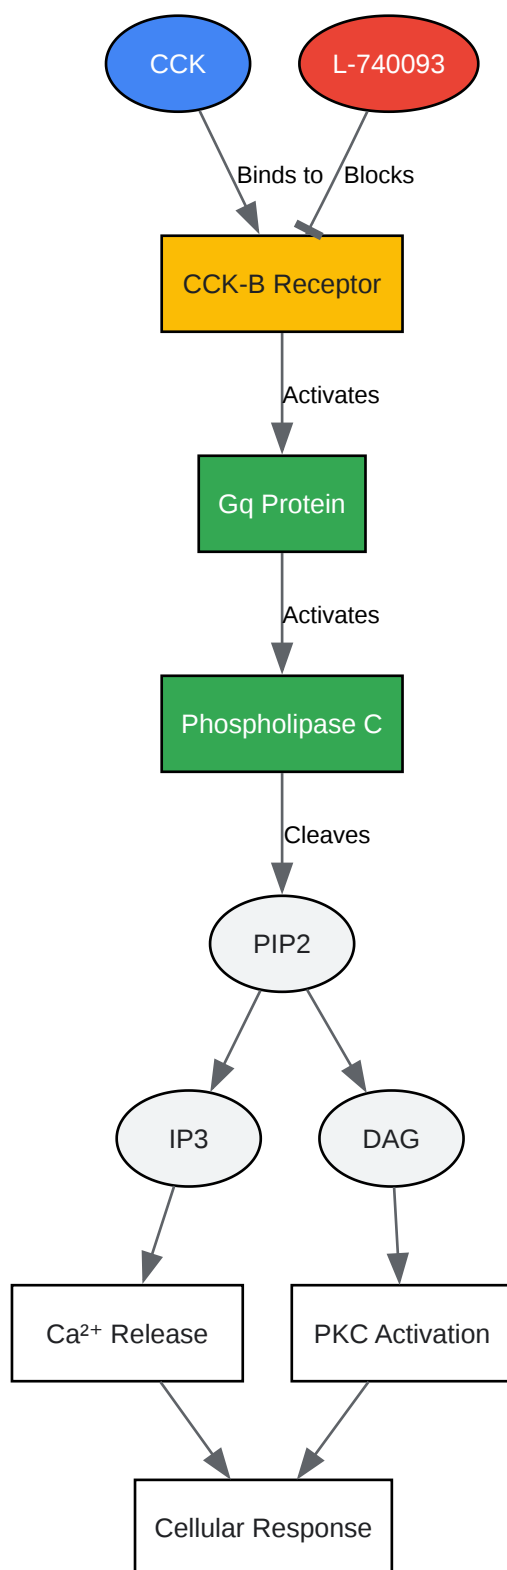 CCK
L-740093
Binds to
Blocks
CCK-B Receptor
Activates
Gq Protein
Activates
Phospholipase C
Cleaves
PIP2
IP3
DAG
Ca²⁺ Release
PKC Activation
Cellular Response